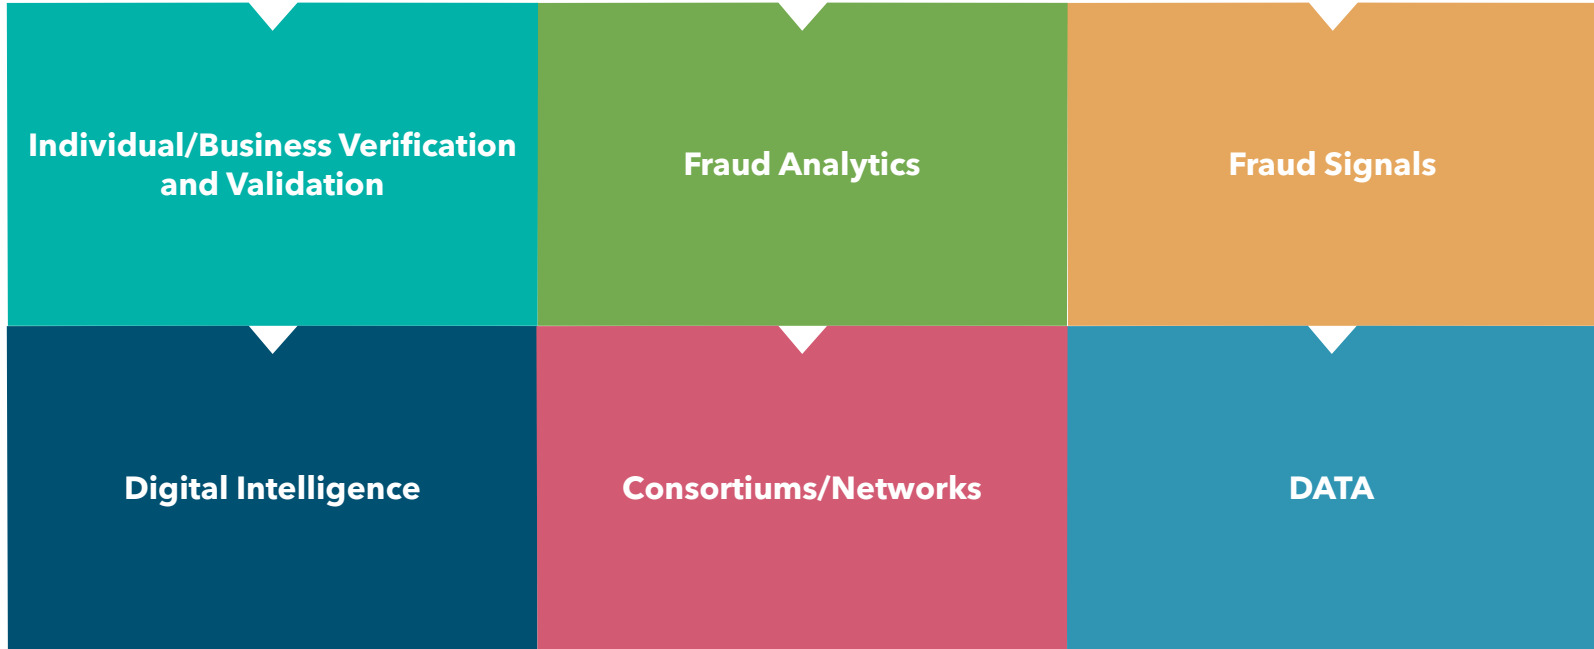 Individual/Business Verification
and Validation
Fraud Analytics
Fraud Signals
Digital Intelligence
Consortiums/Networks
DATA